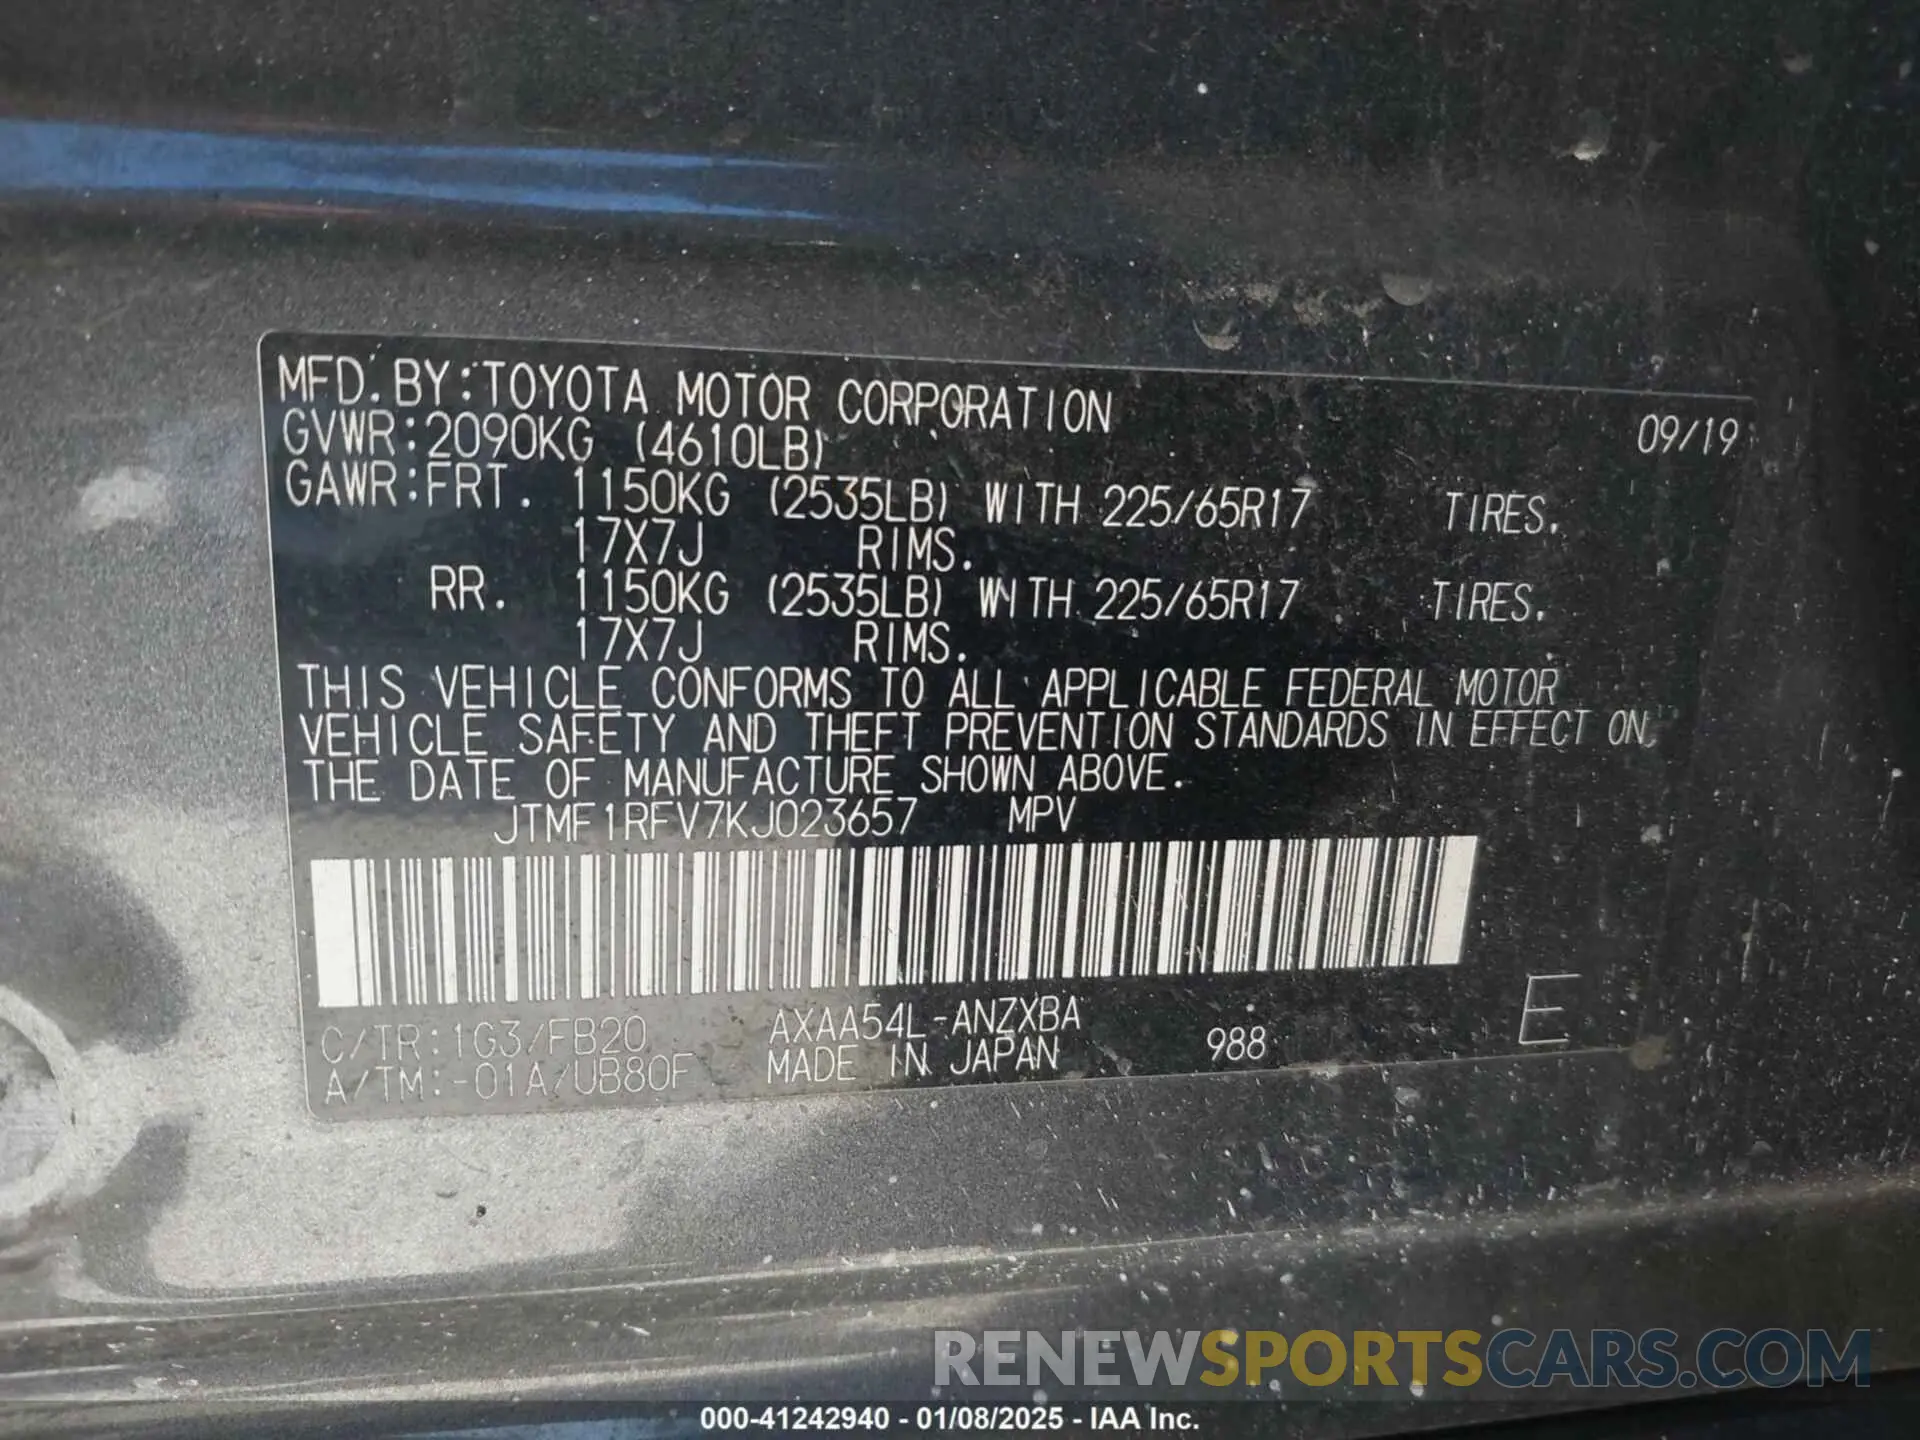 MFD. BY:TOYOTA MOTOR CORPORATION 09/19
GVWR:2090KG (4610LB)
GAWR:FRT. 1150KG (2535LB) WITH 225/65R17 TIRES.
17X7J RIMS.
RR. 1150KG (2535LB) WITH 225/65R17 TIRES.
17X7J RIMS.
THIS VEHICLE CONFORMS TO ALL APPLICABLE FEDERAL MOTOR
VEHICLE SAFETY AND THEFT PREVENTION STANDARDS IN EFFECT ON
THE DATE OF MANUFACTURE SHOWN ABOVE.
JTMF1RFV7KJ023657 MPV
C/TR:1G3/FB20 AXAA54L-ANZXBA
A/TM:-01A/UB80F MADE IN JAPAN 988 E
RENEWSPORTSCARS.COM
000-41242940 - 01/08/2025 - IAA Inc.